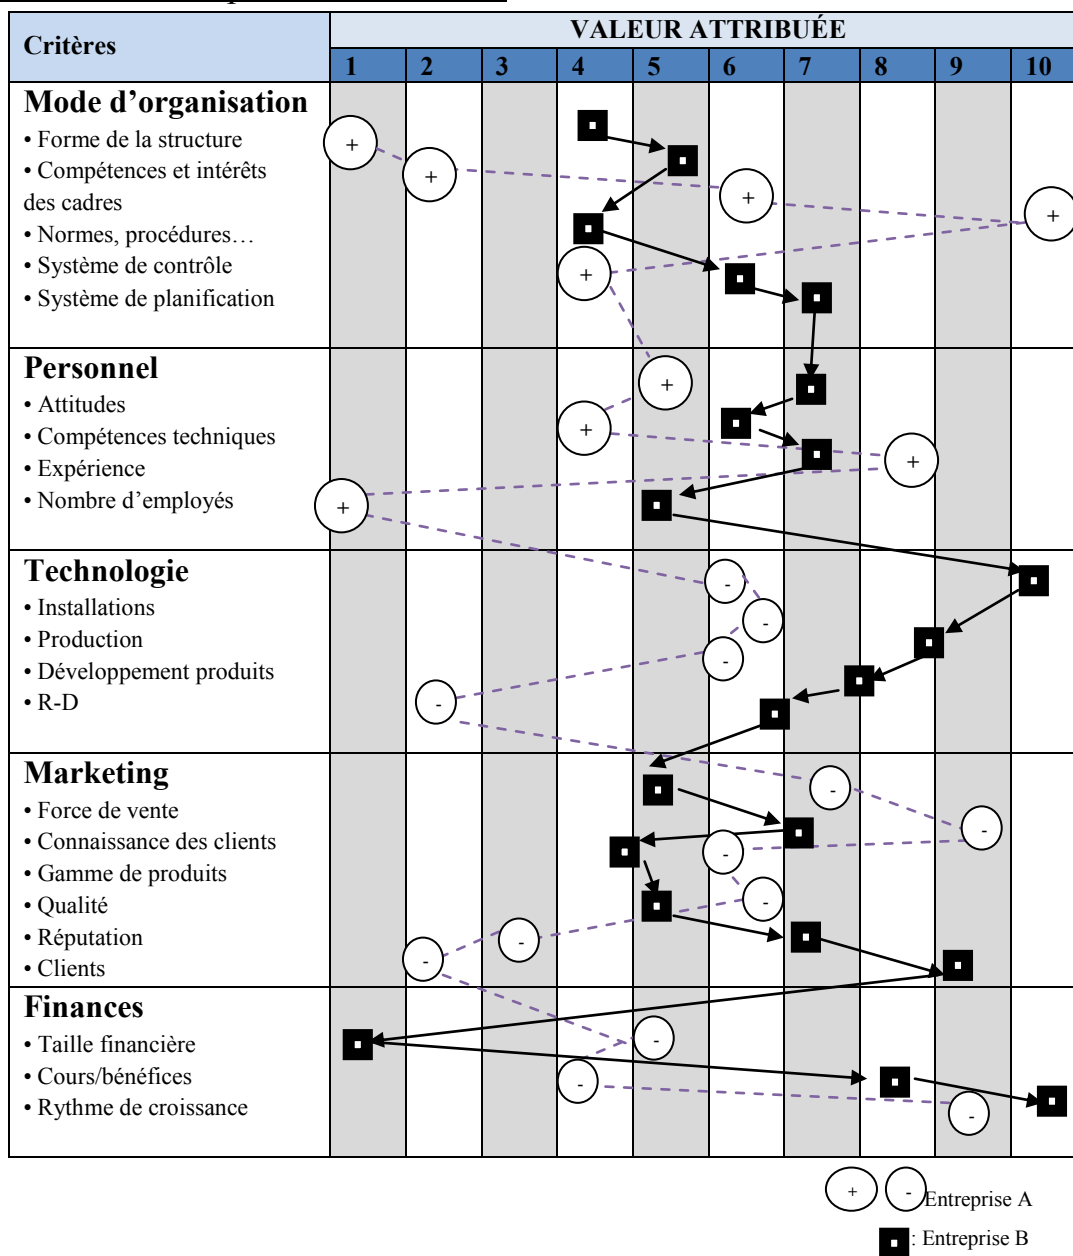 Critères
VALEUR ATTRIBUÉE
1 2 3 4 5 6 7 8 9 10
Mode d’organisation
• Forme de la structure
• Compétences et intérêts
des cadres
• Normes, procédures…
• Système de contrôle
• Système de planification
+ + + + +
Personnel
• Attitudes
• Compétences techniques
• Expérience
• Nombre d’employés
+ + + +
Technologie
• Installations
• Production
• Développement produits
• R-D
- - - -
Marketing
• Force de vente
• Connaissance des clients
• Gamme de produits
• Qualité
• Réputation
• Clients
- - - - - -
Finances
• Taille financière
• Cours/bénéfices
• Rythme de croissance
- - -
+ - Entreprise A
: Entreprise B